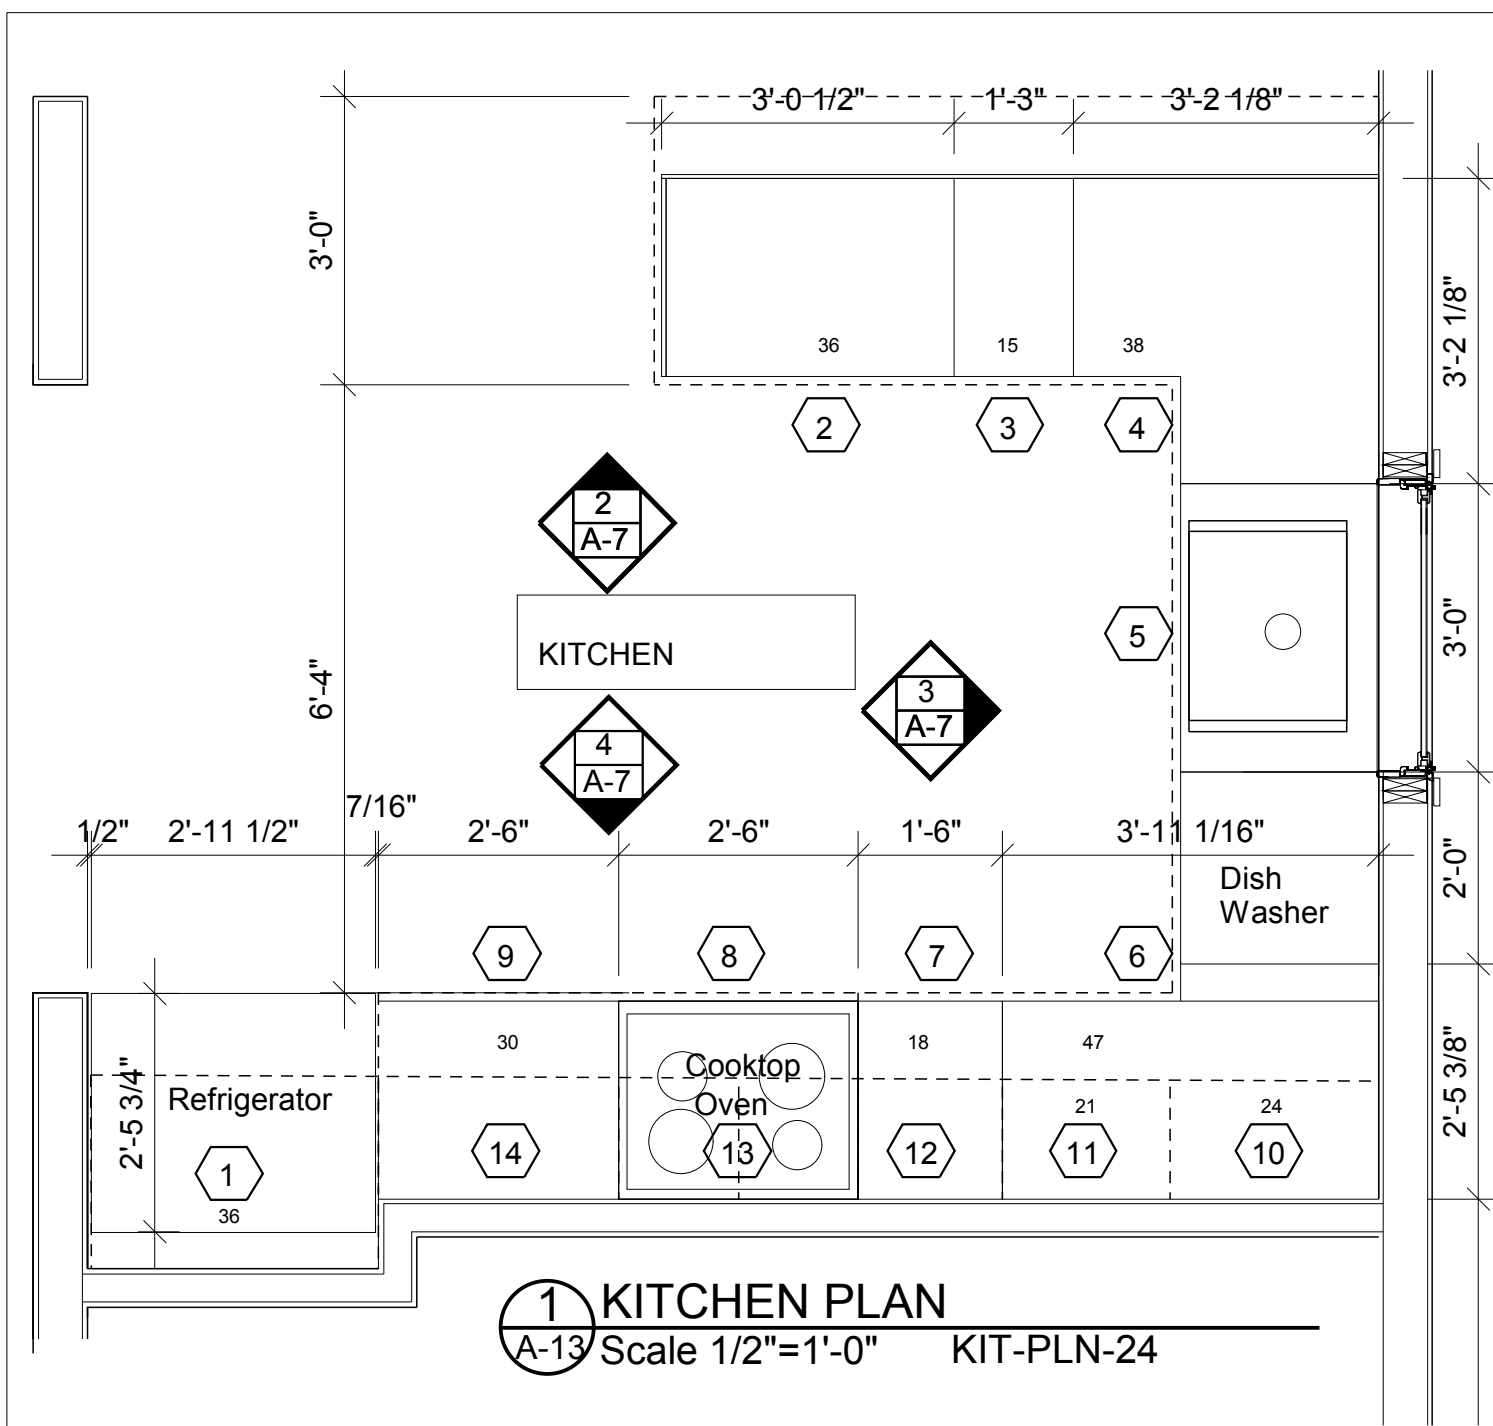 3'-0 1/2" 1'-3" 3'-2 1/8"
3'-0"
3'-2 1/8"
36 15 38
2 3 4
2
A-7
KITCHEN
5
3'-0"
6'-4"
3
A-7
4
A-7
1/2" 2'-11 1/2" 7/16" 2'-6" 2'-6" 1'-6" 3'-11 1/16"
2'-0"
Dish
Washer
9 8 7 6
30 18 47
2'-5 3/4"
2'-5 3/8"
Refrigerator
Cooktop
Oven
21 24
1 14 13 12 11 10
36
1 KITCHEN PLAN
A-13 Scale 1/2"=1'-0" KIT-PLN-24